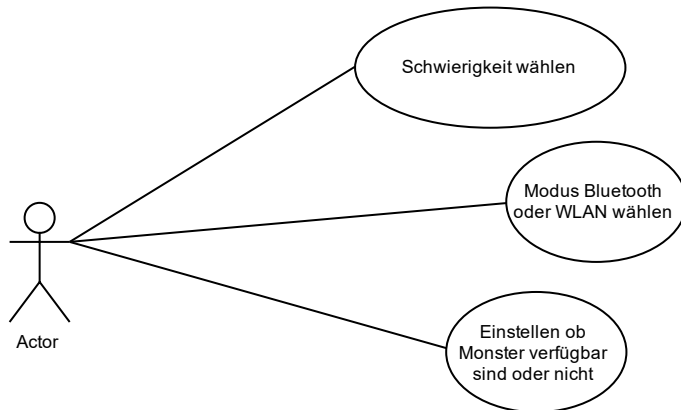 Schwierigkeit wählen
Modus Bluetooth
oder WLAN wählen
Einstellen ob
Monster verfügbar
sind oder nicht
Actor